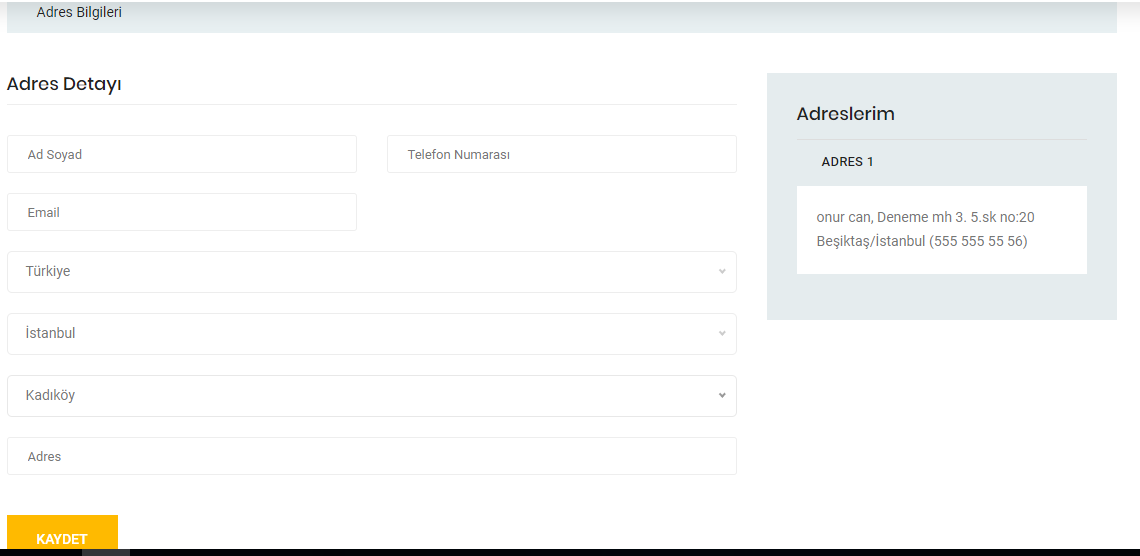 Adres Bilgileri
Adres Detayı
Ad Soyad
Telefon Numarası
Email
Türkiye
İstanbul
Kadıköy
Adres
KAYDET
Adreslerim
ADRES 1
onur can, Deneme mh 3. 5.sk no:20
Beşiktaş/İstanbul (555 555 55 56)